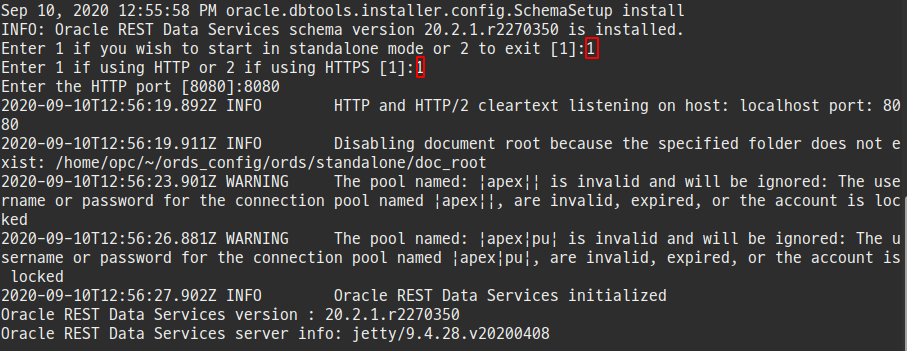 Sep 10, 2020 12:55:58 PM oracle.dbtools.installer.config.SchemaSetup install
INFO: Oracle REST Data Services schema version 20.2.1.r2270350 is installed.
Enter 1 if you wish to start in standalone mode or 2 to exit [1]:1
Enter 1 if using HTTP or 2 if using HTTPS [1]:1
Enter the HTTP port [8080]:8080
2020-09-10T12:56:19.892Z INFO        HTTP and HTTP/2 cleartext listening on host: localhost port: 80
80
2020-09-10T12:56:19.911Z INFO        Disabling document root because the specified folder does not e
xist: /home/opc/~/ords_config/ords/standalone/doc_root
2020-09-10T12:56:23.901Z WARNING     The pool named: ¦apex¦¦ is invalid and will be ignored: The use
rname or password for the connection pool named ¦apex¦¦, are invalid, expired, or the account is loc
ked
2020-09-10T12:56:26.881Z WARNING     The pool named: ¦apex¦pu¦ is invalid and will be ignored: The u
sername or password for the connection pool named ¦apex¦pu¦, are invalid, expired, or the account is
 locked
2020-09-10T12:56:27.902Z INFO        Oracle REST Data Services initialized
Oracle REST Data Services version : 20.2.1.r2270350
Oracle REST Data Services server info: jetty/9.4.28.v20200408